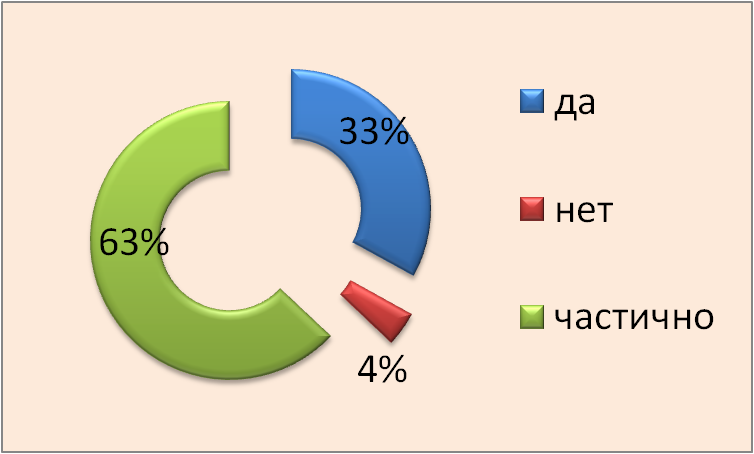 33%
63%
4%
да
нет
частично